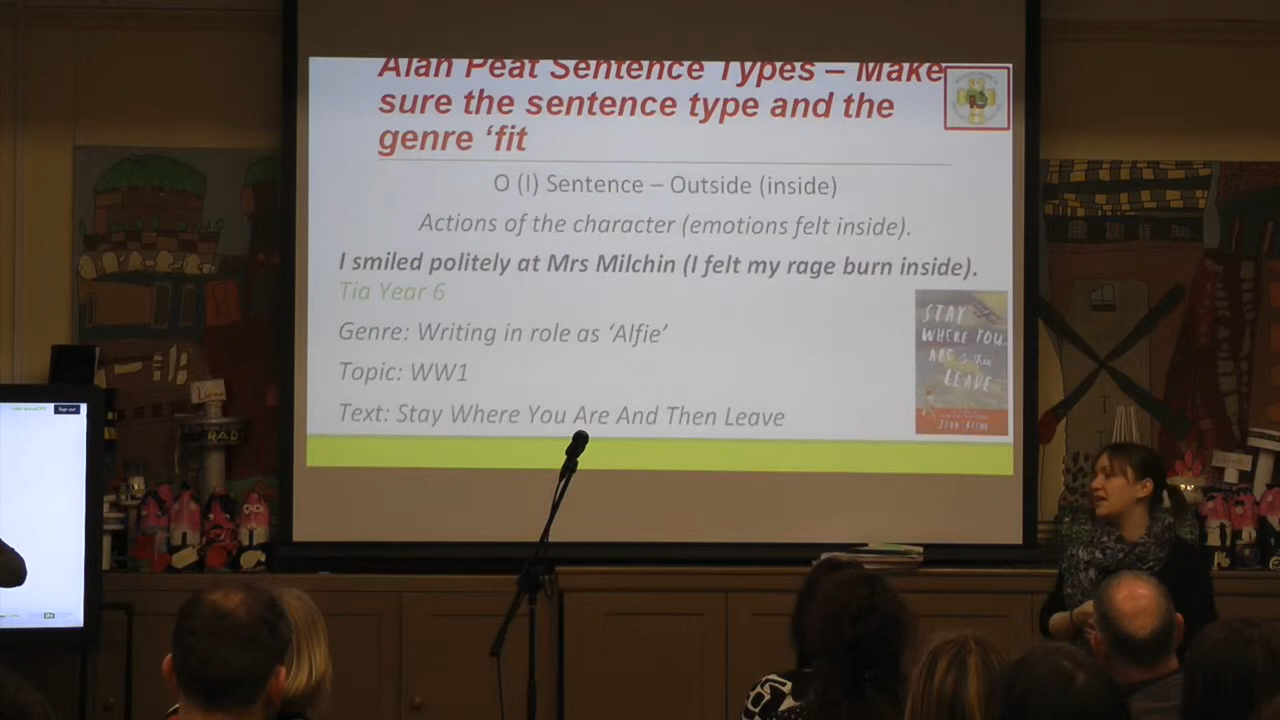 Alan Peat Sentence Types – Make
sure the sentence type and the
genre ‘fit
O (I) Sentence – Outside (inside)
Actions of the character (emotions felt inside).
I smiled politely at Mrs Milchin (I felt my rage burn inside).
Tia Year 6
Genre: Writing in role as ‘Alfie’
Topic: WW1
Text: Stay Where You Are And Then Leave
STAY
WHERE YOU
ARE & then
LEAVE
Sign out